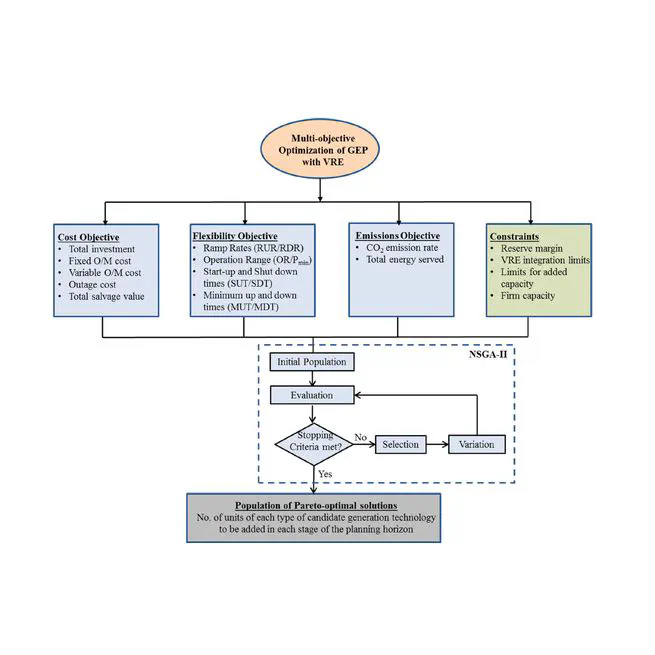 Multi-objective
Optimization of GEP
with VRE
Cost Objective
• Total investment
• Fixed O/M cost
• Variable O/M cost
• Outage cost
• Total salvage value
Flexibility Objective
• Ramp Rates (RUR/RDR)
• Operation Range (OR/Pmin)
• Start-up and Shut down
times (SUT/SDT)
• Minimum up and down
times (MUT/MDT)
Emissions Objective
• CO2 emission rate
• Total energy served
Constraints
• Reserve margin
• VRE integration limits
• Limits for added
capacity
• Firm capacity
NSGA-II
Initial Population
Evaluation
Stopping
Criteria met?
No
Selection
Variation
Yes
Population of Pareto-optimal solutions
No. of units of each type of candidate generation technology
to be added in each stage of the planning horizon